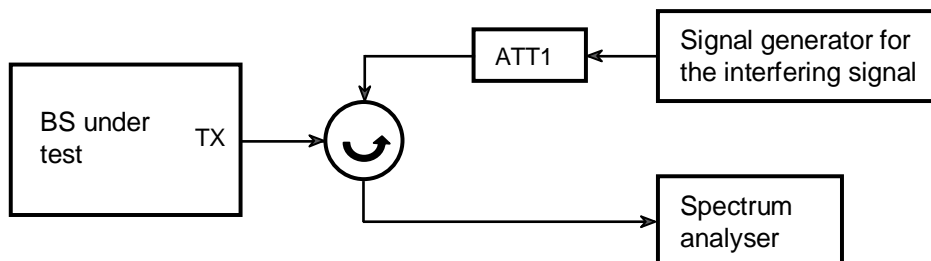 BS under
test
TX
ATT1
Signal generator for
the interfering signal
Spectrum
analyser